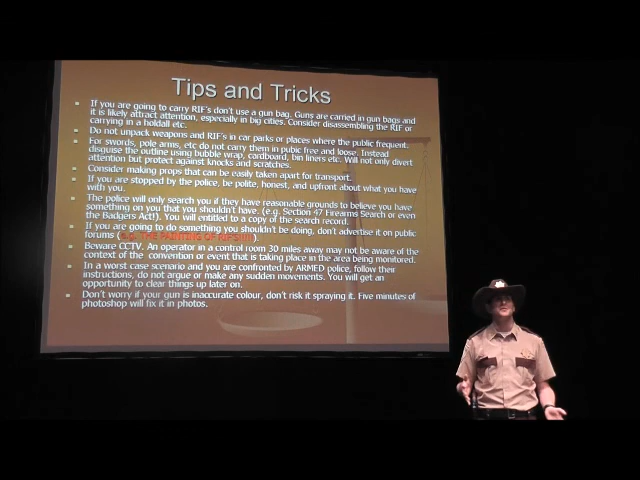 Tips and Tricks
If you are going to carry RIF's don't use a gun bag. Guns are carried in gun bags and
it is likely attract attention, especially in big cities. Consider disassembling the RIF or
carrying in a holdall etc.
Do not unpack weapons and RIF's in car parks or places where the public frequent.
For swords, pole arms, etc do not carry them in pubic free and loose. Instead
disguise the outline using bubble wrap, cardboard, bin liners etc. Will not only divert
attention but protect against knocks and scratches.
Consider making props that can be easily taken apart for transport.
If you are stopped by the police, be polite, honest, and upfront about what you have
with you.
The police will only search you if they have reasonable grounds to believe you have
something on you that you shouldn't have. (e.g. Section 47 Firearms Search or even
the Badgers Act!). You will entitled to a copy of the search record.
If you are going to do something you shouldn't be doing, don't advertise it on public
forums (E.G. THE PAINTING OF RIFS!!!!!).
Beware CCTV. An operator in a control room 30 miles away may not be aware of the
context of the convention or event that is taking place in the area being monitored.
In a worst case scenario and you are confronted by ARMED police, follow their
instructions, do not argue or make any sudden movements. You will get an
opportunity to clear things up later on.
Don't worry if your gun is inaccurate colour, don't risk it spraying it. Five minutes of
photoshop will fix it in photos.